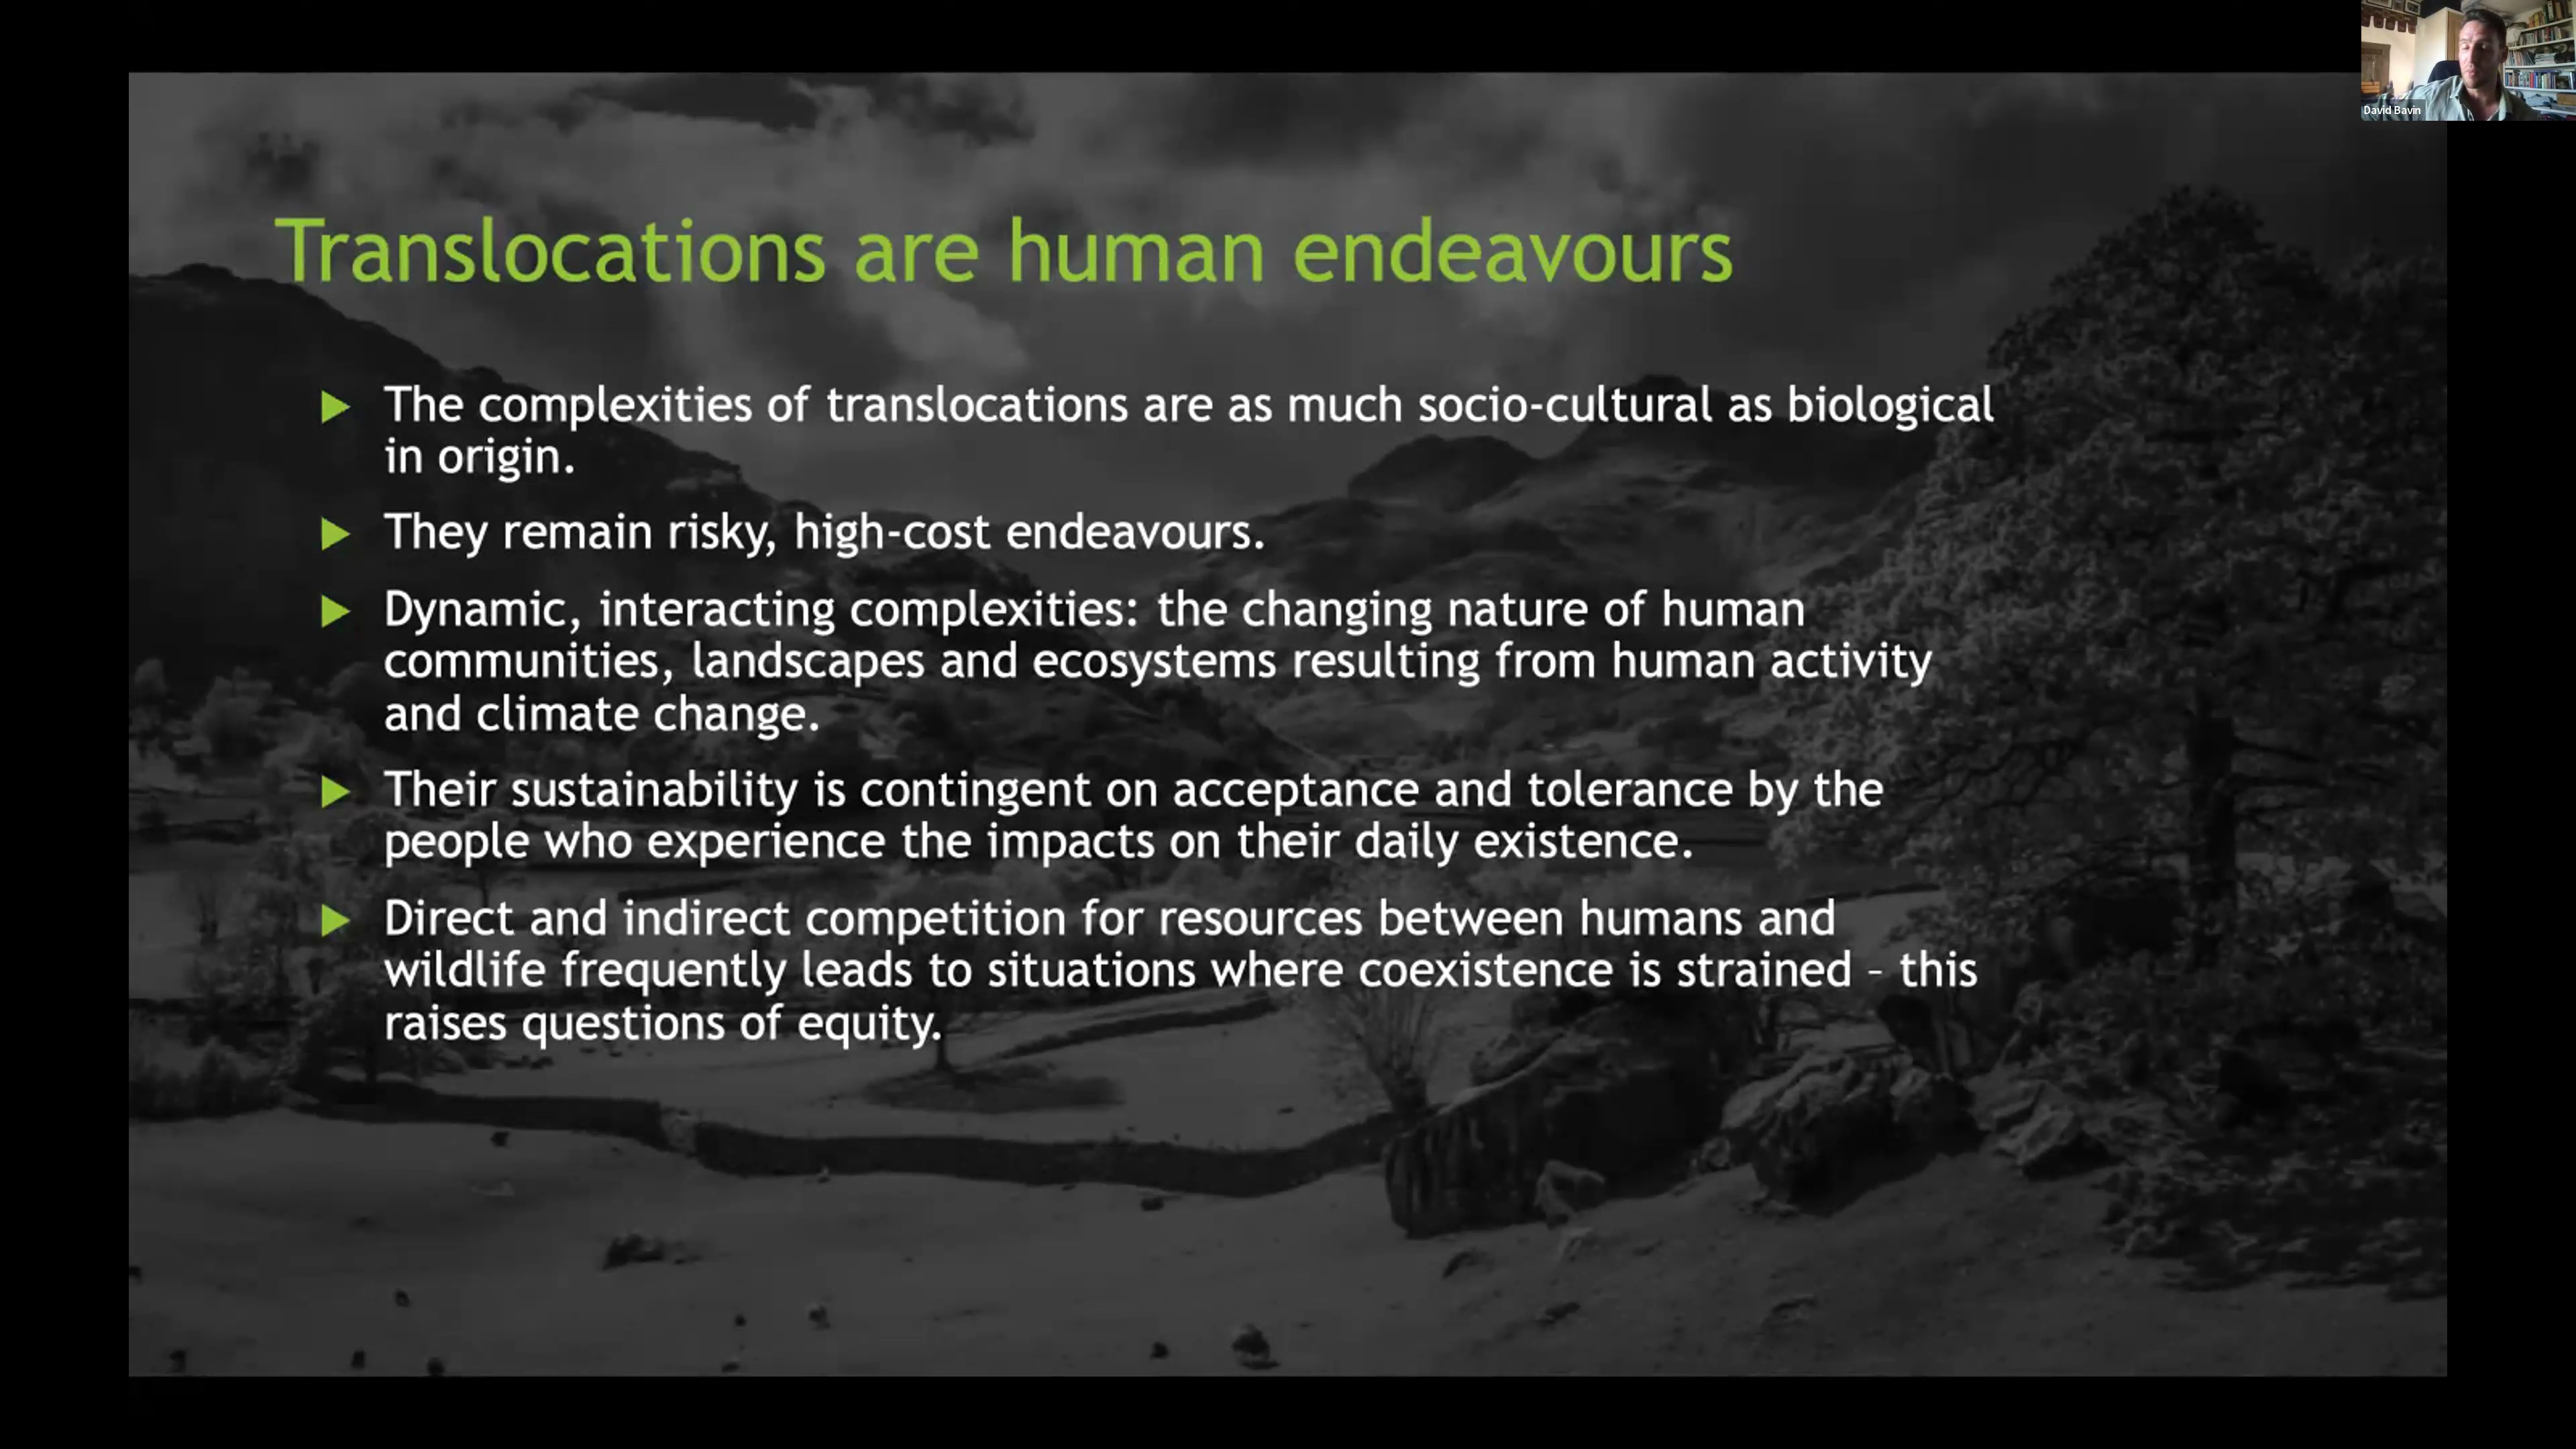 David Bavin
Translocations are human endeavours
The complexities of translocations are as much socio-cultural as biological
in origin.
They remain risky, high-cost endeavours.
Dynamic, interacting complexities: the changing nature of human
communities, landscapes and ecosystems resulting from human activity
and climate change.
Their sustainability is contingent on acceptance and tolerance by the
people who experience the impacts on their daily existence.
Direct and indirect competition for resources between humans and
wildlife frequently leads to situations where coexistence is strained – this
raises questions of equity.